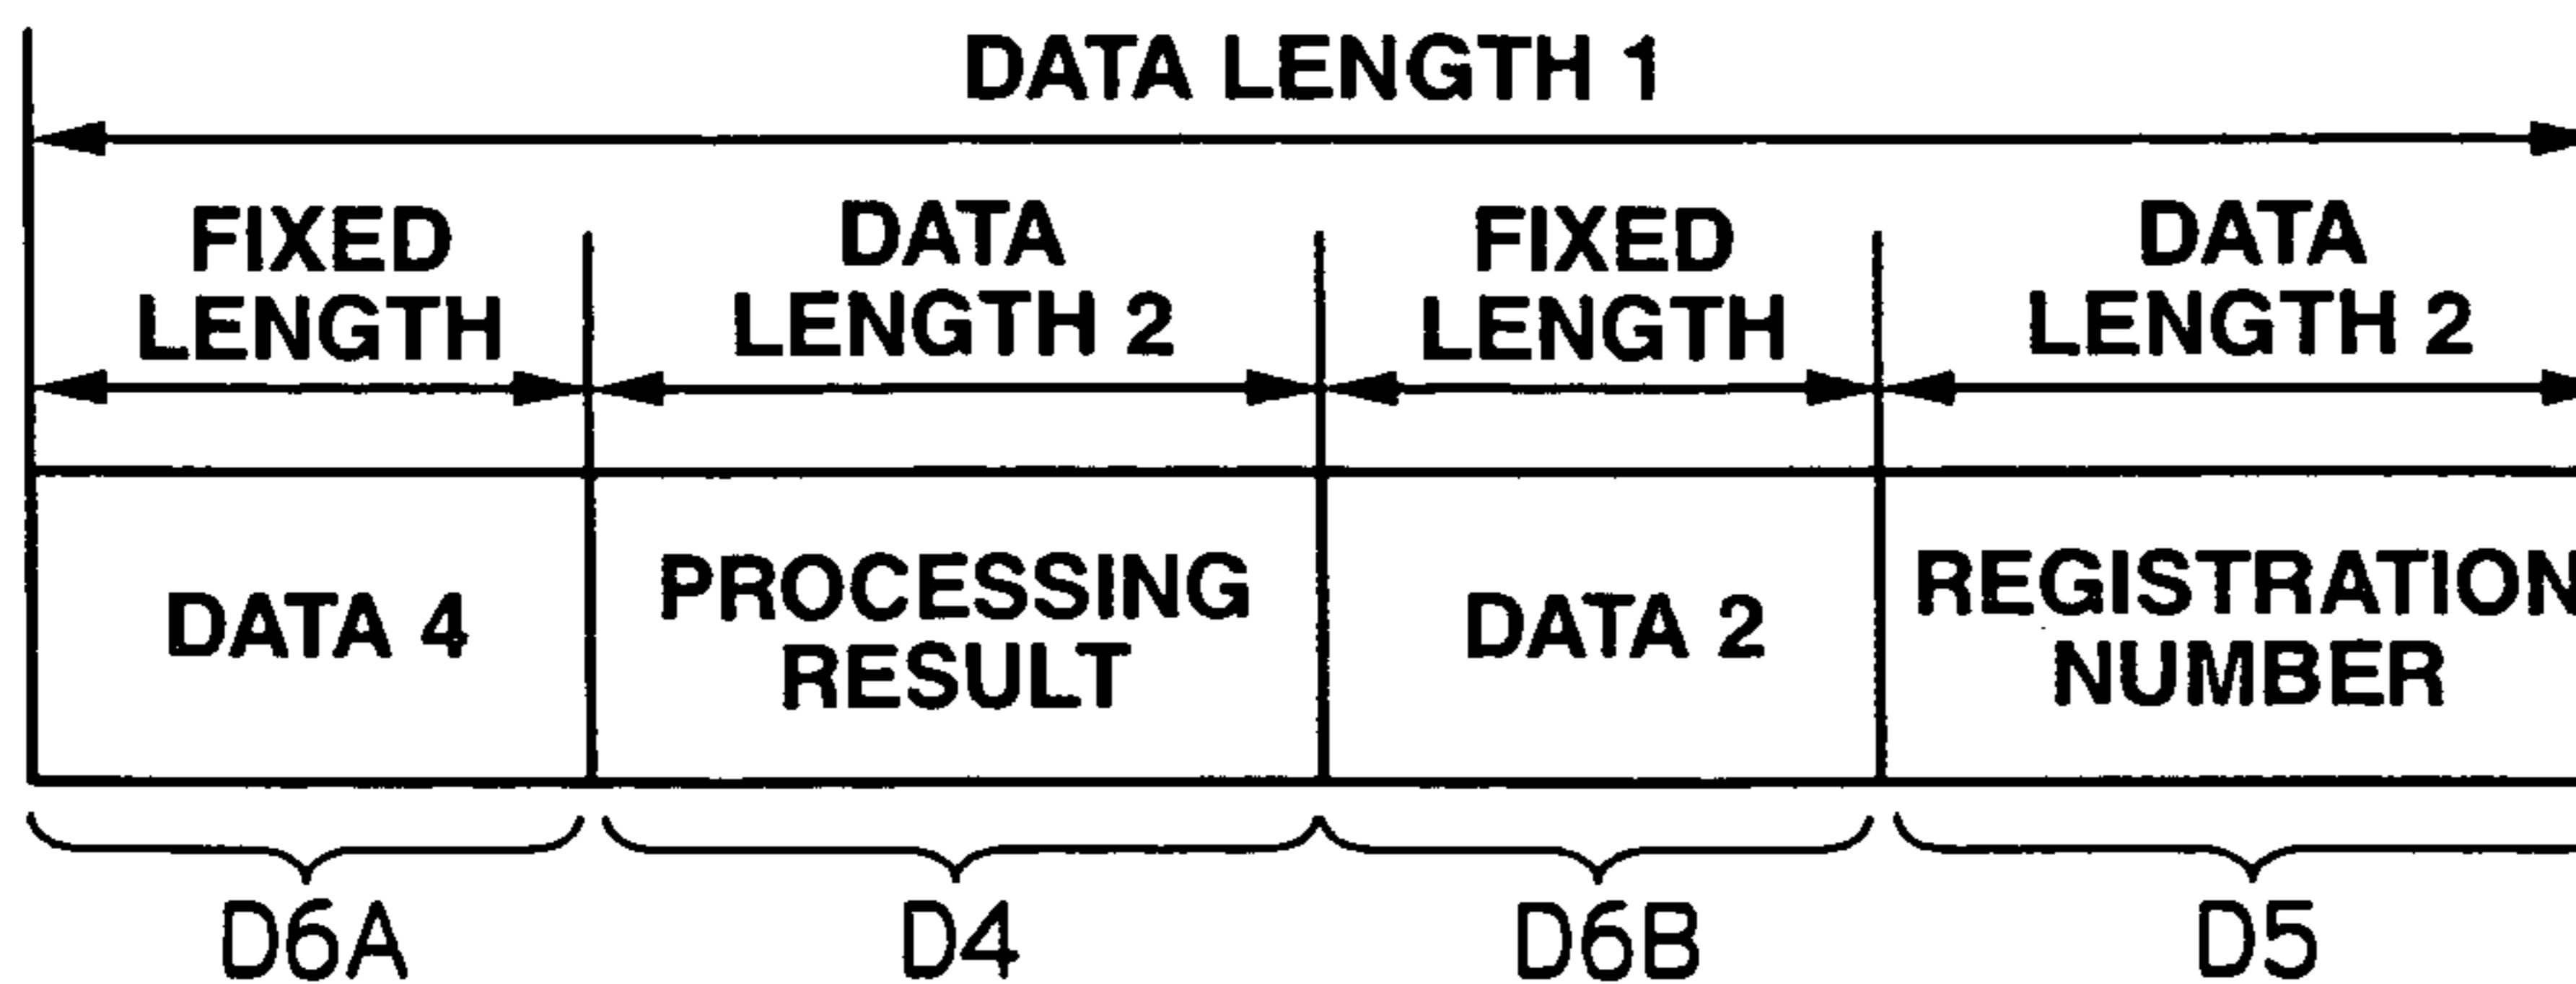 DATA LENGTH 1
FIXED
LENGTH
DATA
LENGTH 2
FIXED
LENGTH
DATA
LENGTH 2
DATA 4
PROCESSING
RESULT
DATA 2
REGISTRATION
NUMBER
D6A
D4
D6B
D5